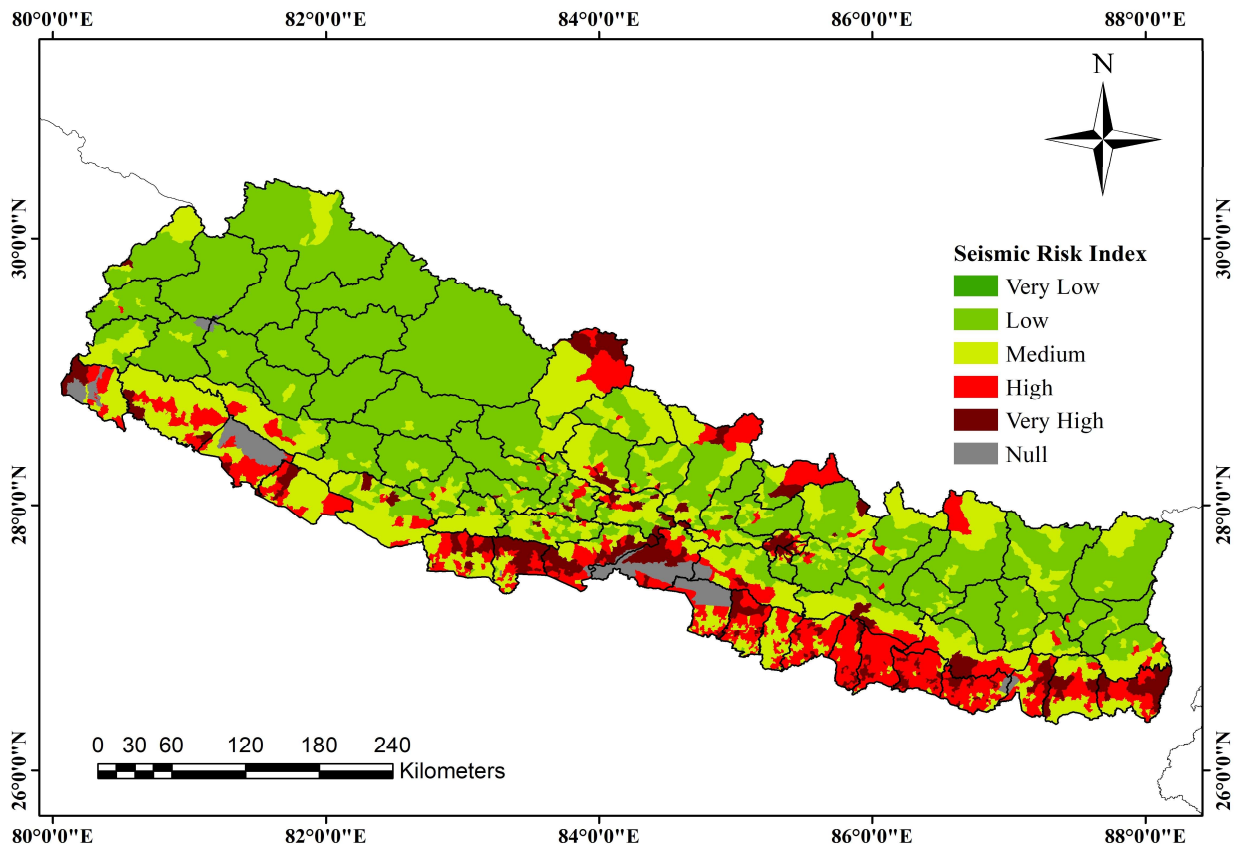 80°0'0"E 82°0'0"E 84°0'0"E 86°0'0"E 88°0'0"E
N
30°0'0"N 30°0'0"N
Seismic Risk Index
Very Low
Low
Medium
High
Very High
Null
28°0'0"N 28°0'0"N
0 30 60 120 180 240
Kilometers
26°0'0"N 26°0'0"N
80°0'0"E 82°0'0"E 84°0'0"E 86°0'0"E 88°0'0"E